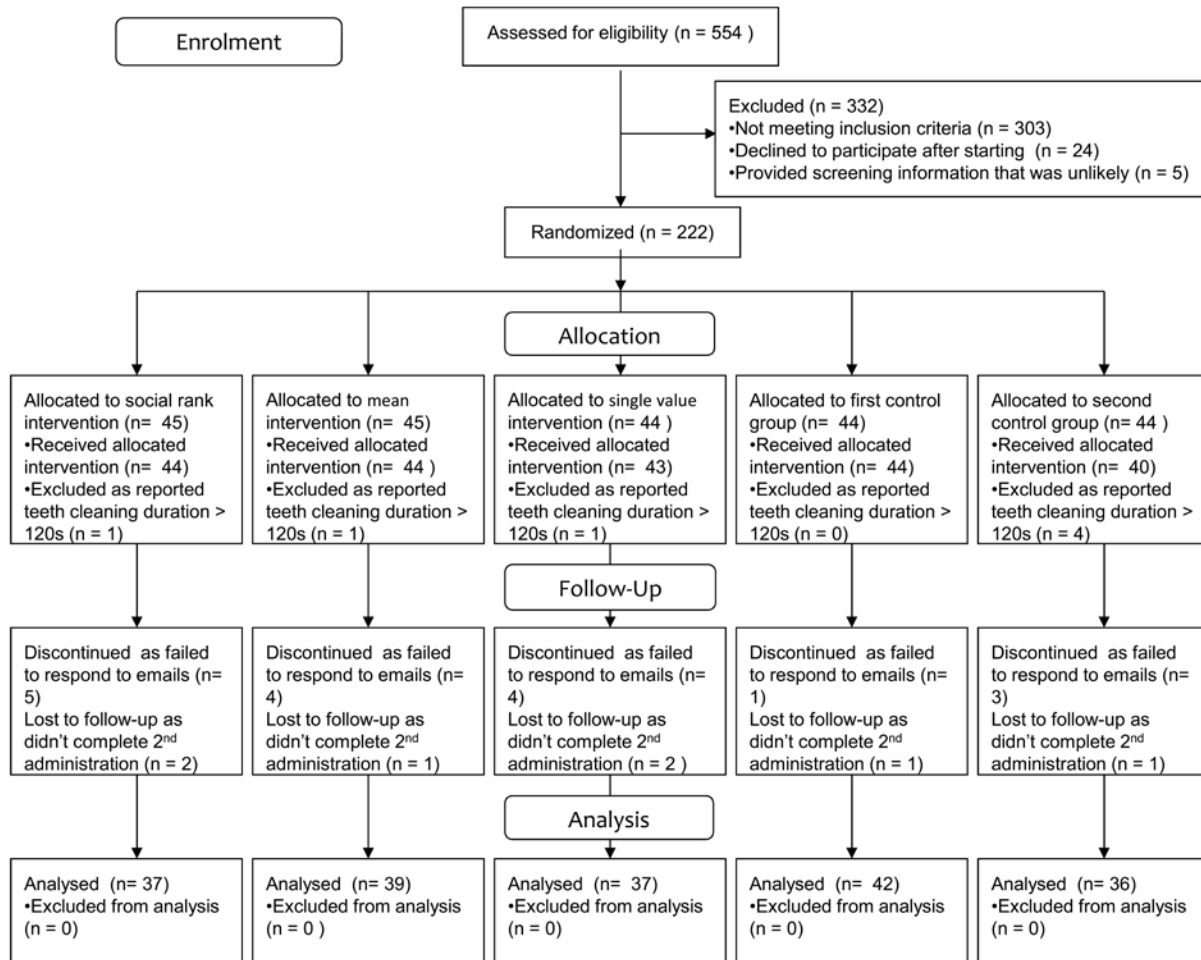 Enrolment
Assessed for eligibility (n = 554 )
Excluded (n = 332)
•Not meeting inclusion criteria (n = 303)
•Declined to participate after starting (n = 24)
•Provided screening information that was unlikely (n = 5)
Randomized (n = 222)
Allocation
Allocated to social rank
intervention (n= 45)
•Received allocated
intervention (n= 44)
•Excluded as reported
teeth cleaning duration >
120s (n = 1)
Allocated to mean
intervention (n= 45)
•Received allocated
intervention (n= 44 )
•Excluded as reported
teeth cleaning duration >
120s (n = 1)
Allocated to single value
intervention (n= 44 )
•Received allocated
intervention (n= 43)
•Excluded as reported
teeth cleaning duration >
120s (n = 1)
Allocated to first control
group (n= 44)
•Received allocated
intervention (n= 44)
•Excluded as reported
teeth cleaning duration >
120s (n = 0)
Allocated to second
control group (n= 44 )
•Received allocated
intervention (n= 40)
•Excluded as reported
teeth cleaning duration >
120s (n = 4)
Follow-Up
Discontinued as failed
to respond to emails (n=
5)
Lost to follow-up as
didn't complete 2nd
administration (n = 2)
Discontinued as failed
to respond to emails (n=
4)
Lost to follow-up as
didn't complete 2nd
administration (n = 1)
Discontinued as failed
to respond to emails (n=
4)
Lost to follow-up as
didn't complete 2nd
administration (n = 2 )
Discontinued as failed
to respond to emails (n=
1)
Lost to follow-up as
didn't complete 2nd
administration (n = 1)
Discontinued as failed
to respond to emails (n=
3)
Lost to follow-up as
didn't complete 2nd
administration (n = 1)
Analysis
Analysed (n= 37)
•Excluded from analysis
(n = 0)
Analysed (n= 39)
•Excluded from analysis
(n = 0 )
Analysed (n= 37)
•Excluded from analysis
(n = 0)
Analysed (n= 42)
•Excluded from analysis
(n = 0)
Analysed (n= 36)
•Excluded from analysis
(n = 0)